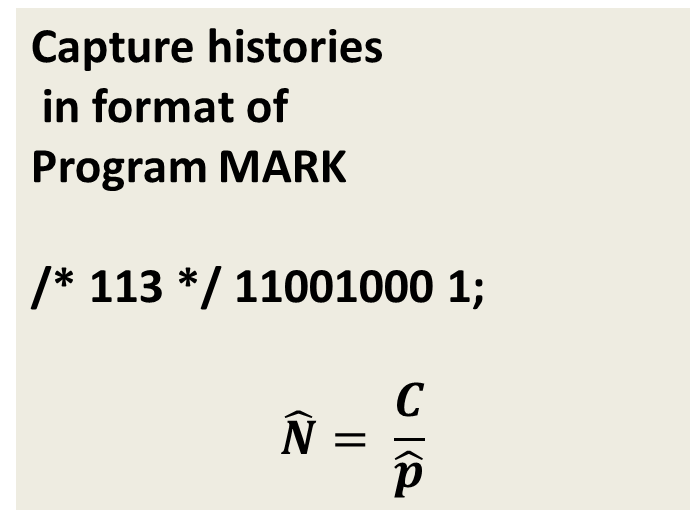 Capture histories
in format of
Program MARK
/* 113 */ 11001000 1;
N̂ = C / p̂